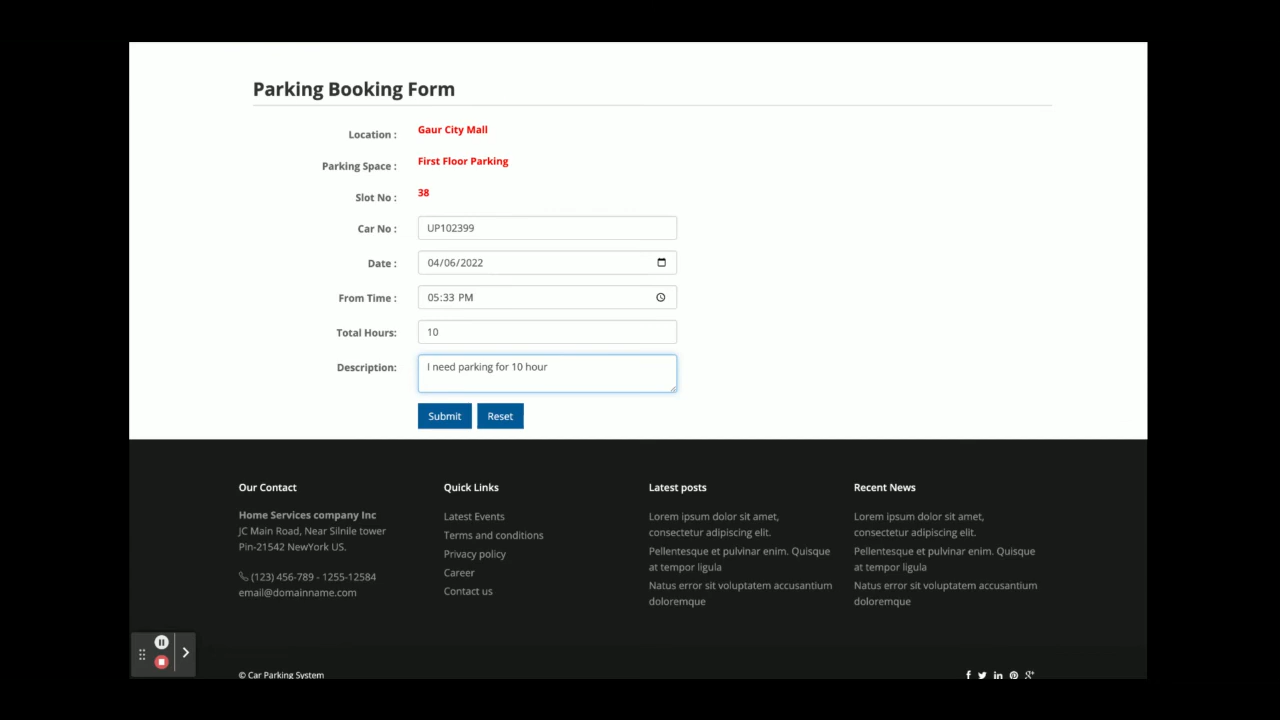 Parking Booking Form
Location : Gaur City Mall
Parking Space : First Floor Parking
Slot No : 38
Car No : UP102399
Date : 04/06/2022
From Time : 05:33 PM
Total Hours: 10
Description: I need parking for 10 hour
Submit Reset
Our Contact
Home Services company Inc
JC Main Road, Near Silnile tower
Pin-21542 NewYork US.
(123) 456-789 - 1255-12584
email@domainname.com
Quick Links
Latest Events
Terms and conditions
Privacy policy
Career
Contact us
Latest posts
Lorem ipsum dolor sit amet,
consectetur adipiscing elit.
Pellentesque et pulvinar enim. Quisque
at tempor ligula
Natus error sit voluptatem accusantium
doloremque
Recent News
Lorem ipsum dolor sit amet,
consectetur adipiscing elit.
Pellentesque et pulvinar enim. Quisque
at tempor ligula
Natus error sit voluptatem accusantium
doloremque
© Car Parking System